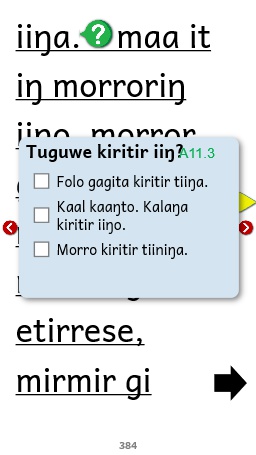 iiŋa. ? maa it
iŋ morroriŋ
iiŋo, morror
Tuguwe kiritir iiŋ? A11.3
Folo gagita kiritir tiiŋa.
Kaal kaaŋto. Kalaŋa
kiritir iiŋo.
Morro kiritir tiiniŋa.
etirrese,
mirmir gi
384